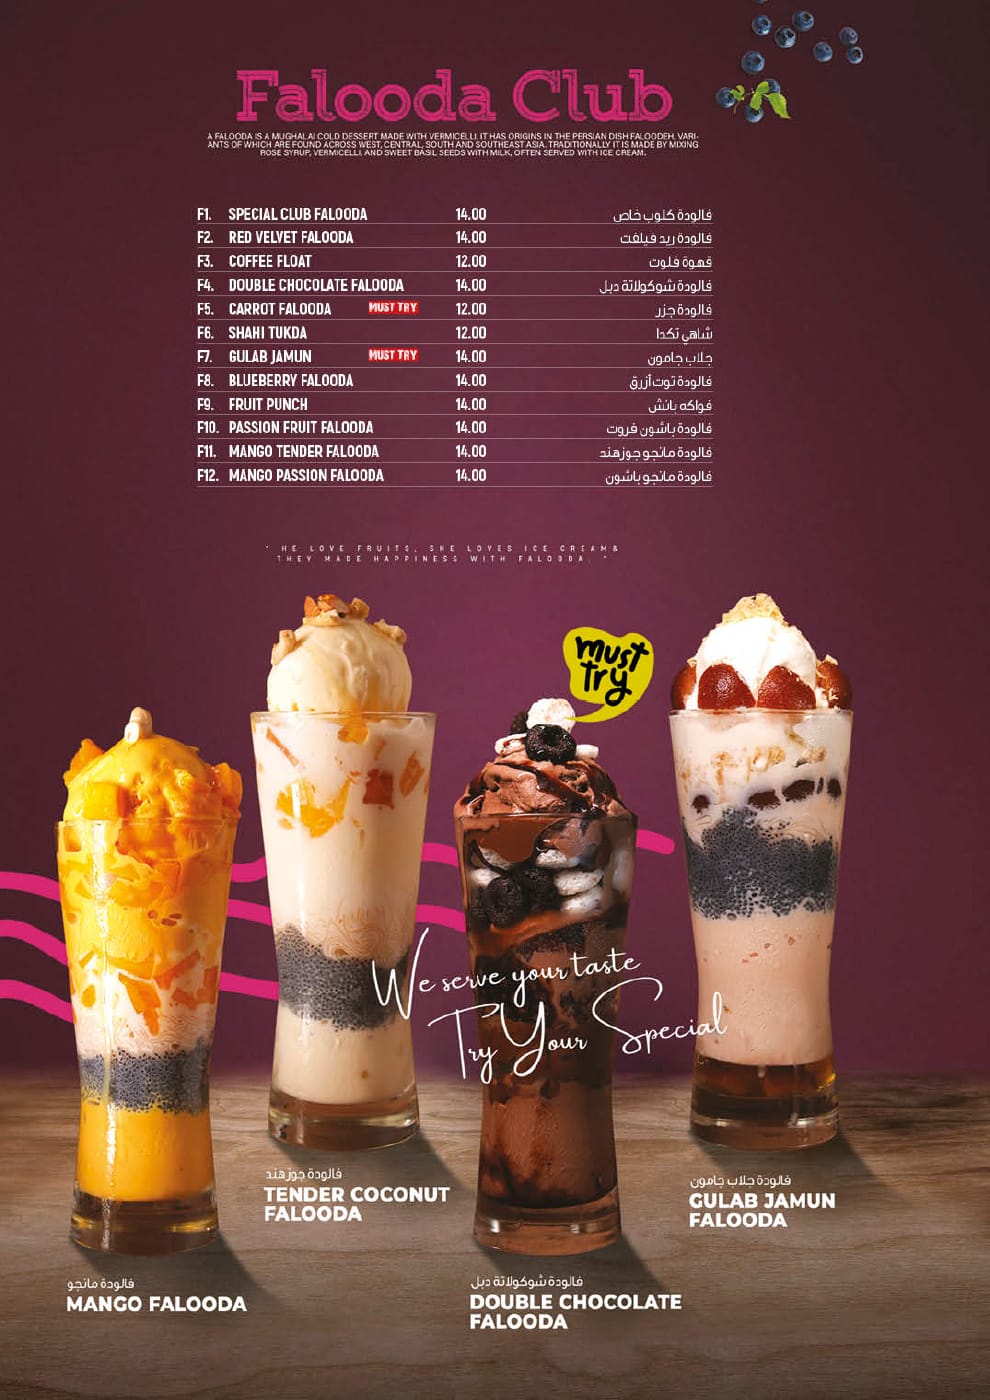 Falooda Club
A FALOODA IS A MUGHALAI COLD DESSERT MADE WITH VERMICELLI. IT HAS ORIGINS IN THE PERSIAN DISH FALOODEH, VARI-
ANTS OF WHICH ARE FOUND ACROSS WEST, CENTRAL, SOUTH AND SOUTHEAST ASIA. TRADITIONALLY IT IS MADE BY MIXING
ROSE SYRUP, VERMICELLI, AND SWEET BASIL SEEDS WITH MILK, OFTEN SERVED WITH ICE CREAM.
F1. SPECIAL CLUB FALOODA 14.00 فالودة كلوب خاص
F2. RED VELVET FALOODA 14.00 فالودة ريد فيلفت
F3. COFFEE FLOAT 12.00 قهوة فلوت
F4. DOUBLE CHOCOLATE FALOODA 14.00 فالودة شوكولاتة دبل
F5. CARROT FALOODA MUST TRY 12.00 فالودة جزر
F6. SHAHI TUKDA 12.00 شاهي تكدا
F7. GULAB JAMUN MUST TRY 14.00 جلاب جامون
F8. BLUEBERRY FALOODA 14.00 فالودة توت أزرق
F9. FRUIT PUNCH 14.00 فواكه بانش
F10. PASSION FRUIT FALOODA 14.00 فالودة باشون فروت
F11. MANGO TENDER FALOODA 14.00 فالودة مانجو جوزهند
F12. MANGO PASSION FALOODA 14.00 فالودة مانجو باشون
" HE LOVE FRUITS, SHE LOVES ICE CREAM&
THEY MADE HAPPINESS WITH FALOODA. "
must
try
We serve your taste
Try Your Special
فالودة جوزهند
TENDER COCONUT
FALOODA
فالودة جلاب جامون
GULAB JAMUN
FALOODA
فالودة مانجو
MANGO FALOODA
فالودة شوكولاتة دبل
DOUBLE CHOCOLATE
FALOODA